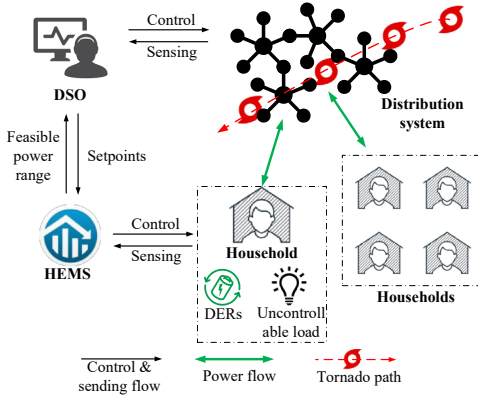 Control
Sensing
DSO
Distribution
system
Feasible
power
range
Setpoints
Control
Sensing
HEMS
Household
DERs
Uncontroll
able load
Households
Control &
sending flow
Power flow
Tornado path